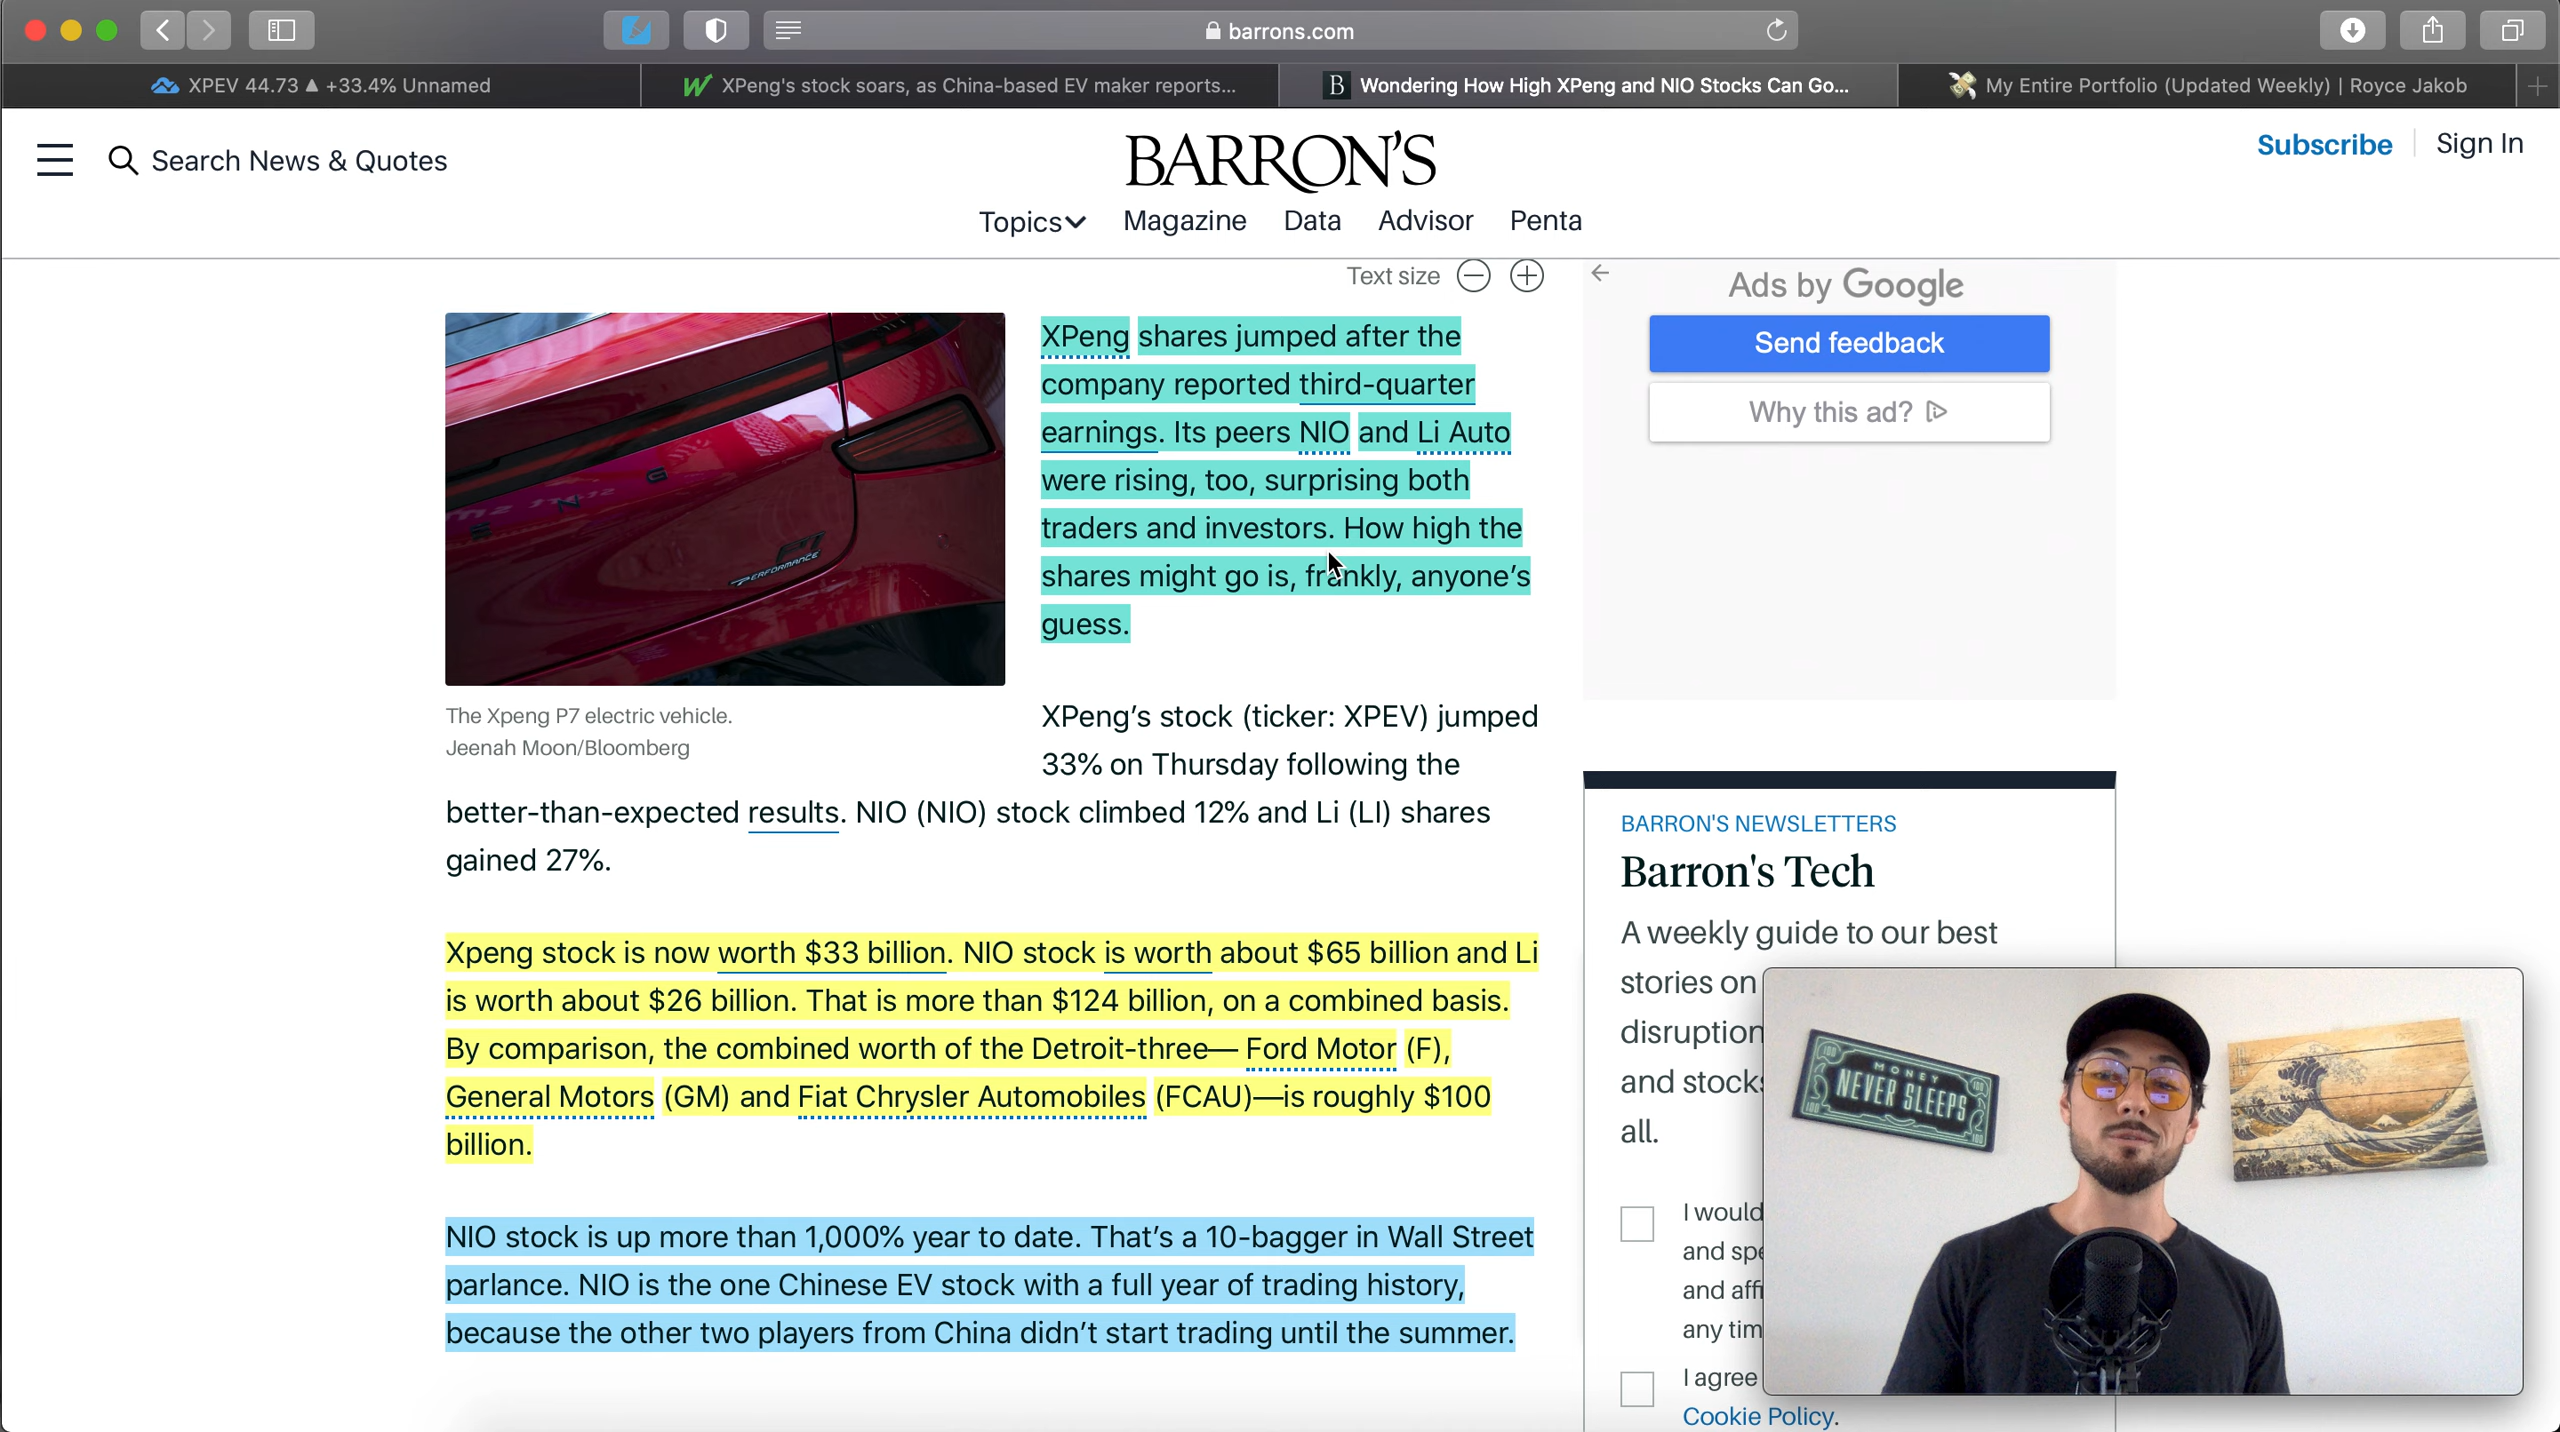 barrons.com
XPEV 44.73 ▲ +33.4% Unnamed
XPeng's stock soars, as China-based EV maker reports...
B Wondering How High XPeng and NIO Stocks Can Go...
My Entire Portfolio (Updated Weekly) | Royce Jakob
Search News & Quotes
BARRON'S
Subscribe
Sign In
Topics Magazine Data Advisor Penta
Text size
XPeng shares jumped after the
company reported third-quarter
earnings. Its peers NIO and Li Auto
were rising, too, surprising both
traders and investors. How high the
shares might go is, frankly, anyone's
guess.
PERFORMANCE
The Xpeng P7 electric vehicle.
Jeenah Moon/Bloomberg
XPeng's stock (ticker: XPEV) jumped
33% on Thursday following the
better-than-expected results. NIO (NIO) stock climbed 12% and Li (LI) shares
gained 27%.
Xpeng stock is now worth $33 billion. NIO stock is worth about $65 billion and Li
is worth about $26 billion. That is more than $124 billion, on a combined basis.
By comparison, the combined worth of the Detroit-three— Ford Motor (F),
General Motors (GM) and Fiat Chrysler Automobiles (FCAU)—is roughly $100
billion.
NIO stock is up more than 1,000% year to date. That's a 10-bagger in Wall Street
parlance. NIO is the one Chinese EV stock with a full year of trading history,
because the other two players from China didn't start trading until the summer.
Ads by Google
Send feedback
Why this ad?
BARRON'S NEWSLETTERS
Barron's Tech
A weekly guide to our best
stories on
disruption
and stocks
all.
I would
and spe
and affi
any tim
I agree
Cookie Policy.
MONEY
NEVER SLEEPS
100
100
100